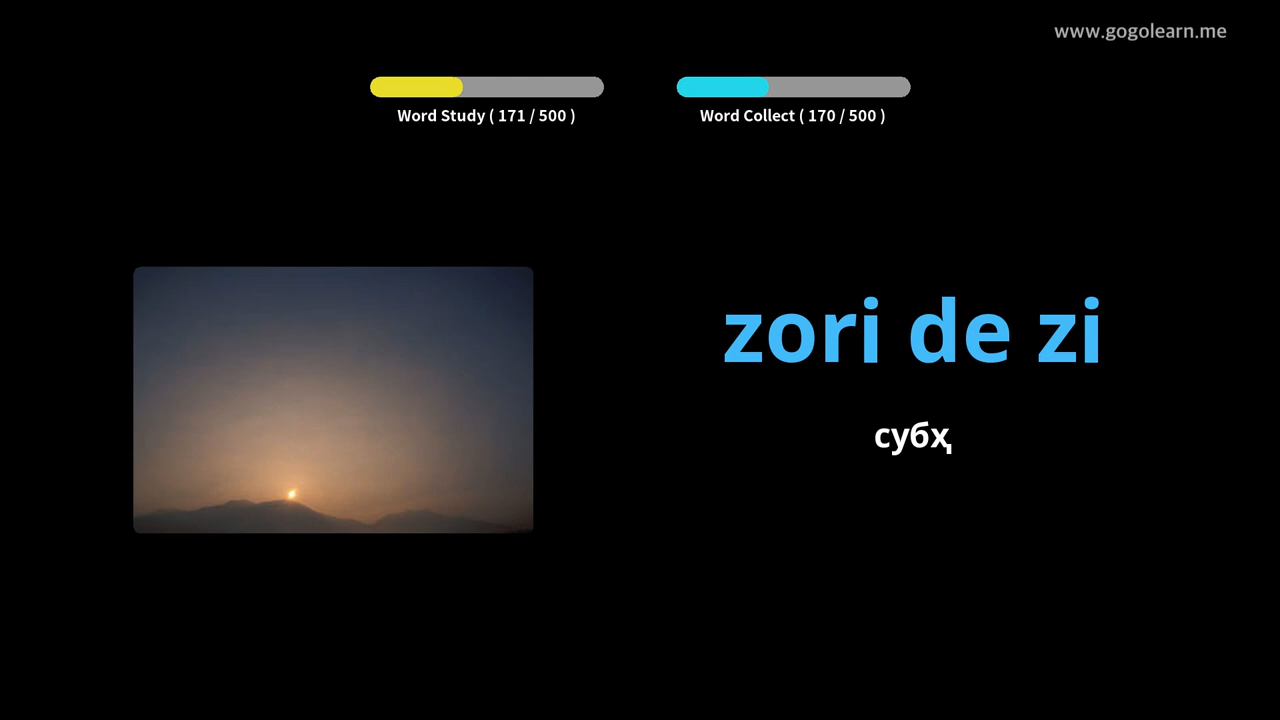 www.gogolearn.me
Word Study ( 171 / 500 )
Word Collect ( 170 / 500 )
zori de zi
субҳ